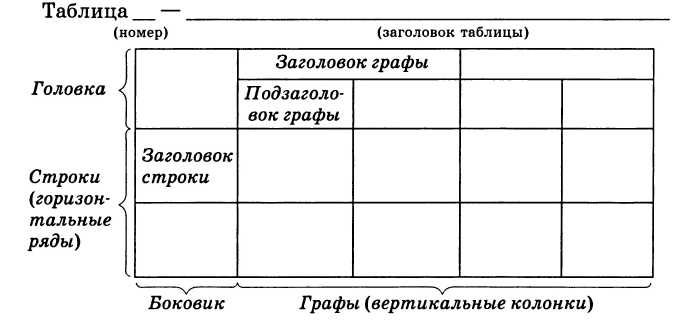 Таблица __ — ____________________
(номер) (заголовок таблицы)
Головка
Заголовок графы
Подзаголо-
вок графы
Строки
(горизон-
тальные
ряды)
Заголовок
строки
Боковик
Графы (вертикальные колонки)